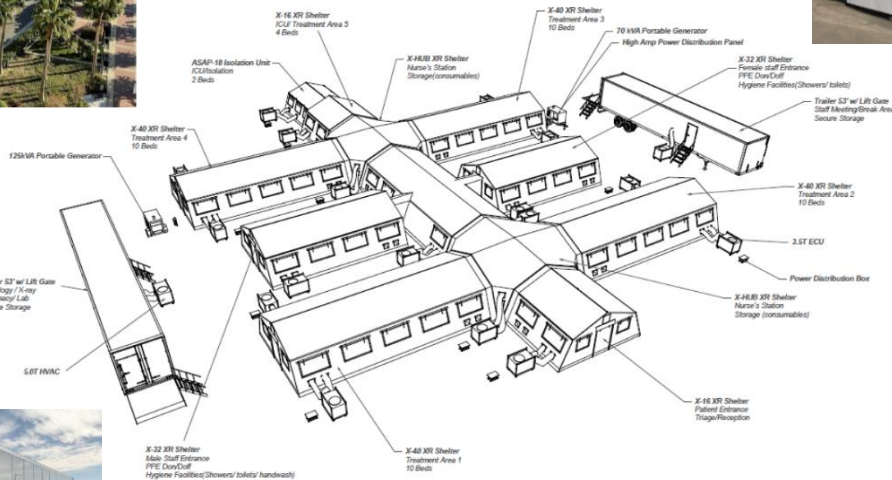 X-16 XR Shelter
ICU/ Treatment Area 5
4 Beds
X-40 XR Shelter
Treatment Area 3
10 Beds
70 kVA Portable Generator
High Amp Power Distribution Panel
ASAP-18 Isolation Unit
ICU/Isolation
2 Beds
X-HUB XR Shelter
Nurse's Station
Storage(consumables)
X-32 XR Shelter
Female staff Entrance
PPE Don/Doff
Hygiene Facilities(Showers/ toilets)
Trailer 53' w/ Lift Gate
Staff Meeting/Break Area
Secure Storage
X-40 XR Shelter
Treatment Area 4
10 Beds
125kVA Portable Generator
X-40 XR Shelter
Treatment Area 2
10 Beds
3.5T ECU
Power Distribution Box
53' w/ Lift Gate
X-ray
Lab
Storage
X-HUB XR Shelter
Nurse's Station
Storage (consumables)
5.0T HVAC
X-16 XR Shelter
Patient Entrance
Triage/Reception
X-32 XR Shelter
Male Staff Entrance
PPE Don/Doff
Hygiene Facilities(Showers/ toilets/ handwash)
X-40 XR Shelter
Treatment Area 1
10 Beds